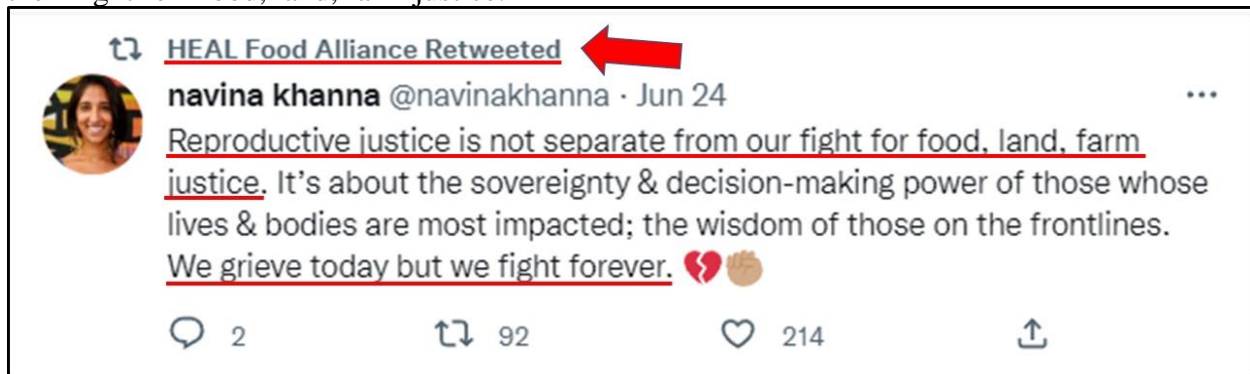 food, land, farm justice.
HEAL Food Alliance Retweeted
navina khanna @navinakhanna · Jun 24
Reproductive justice is not separate from our fight for food, land, farm
justice. It’s about the sovereignty & decision-making power of those whose
lives & bodies are most impacted; the wisdom of those on the frontlines.
We grieve today but we fight forever. 💔✊🏽
2 92 214